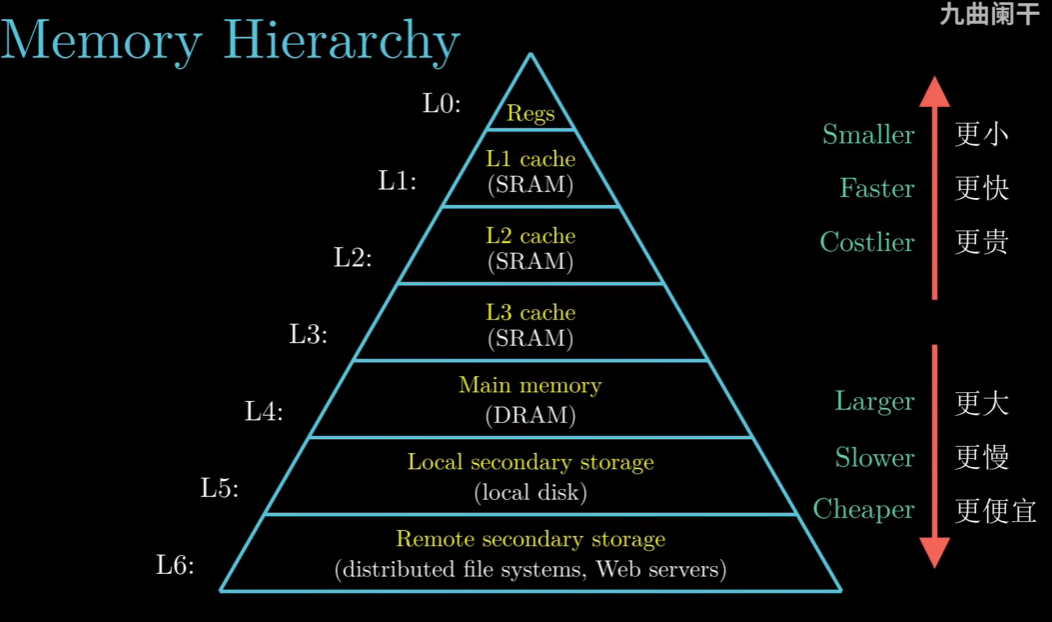 九曲阑干
Memory Hierarchy
L0:
Regs
L1:
L1 cache
(SRAM)
L2:
L2 cache
(SRAM)
L3:
L3 cache
(SRAM)
L4:
Main memory
(DRAM)
L5:
Local secondary storage
(local disk)
L6:
Remote secondary storage
(distributed file systems, Web servers)
Smaller 更小
Faster 更快
Costlier 更贵
Larger 更大
Slower 更慢
Cheaper 更便宜